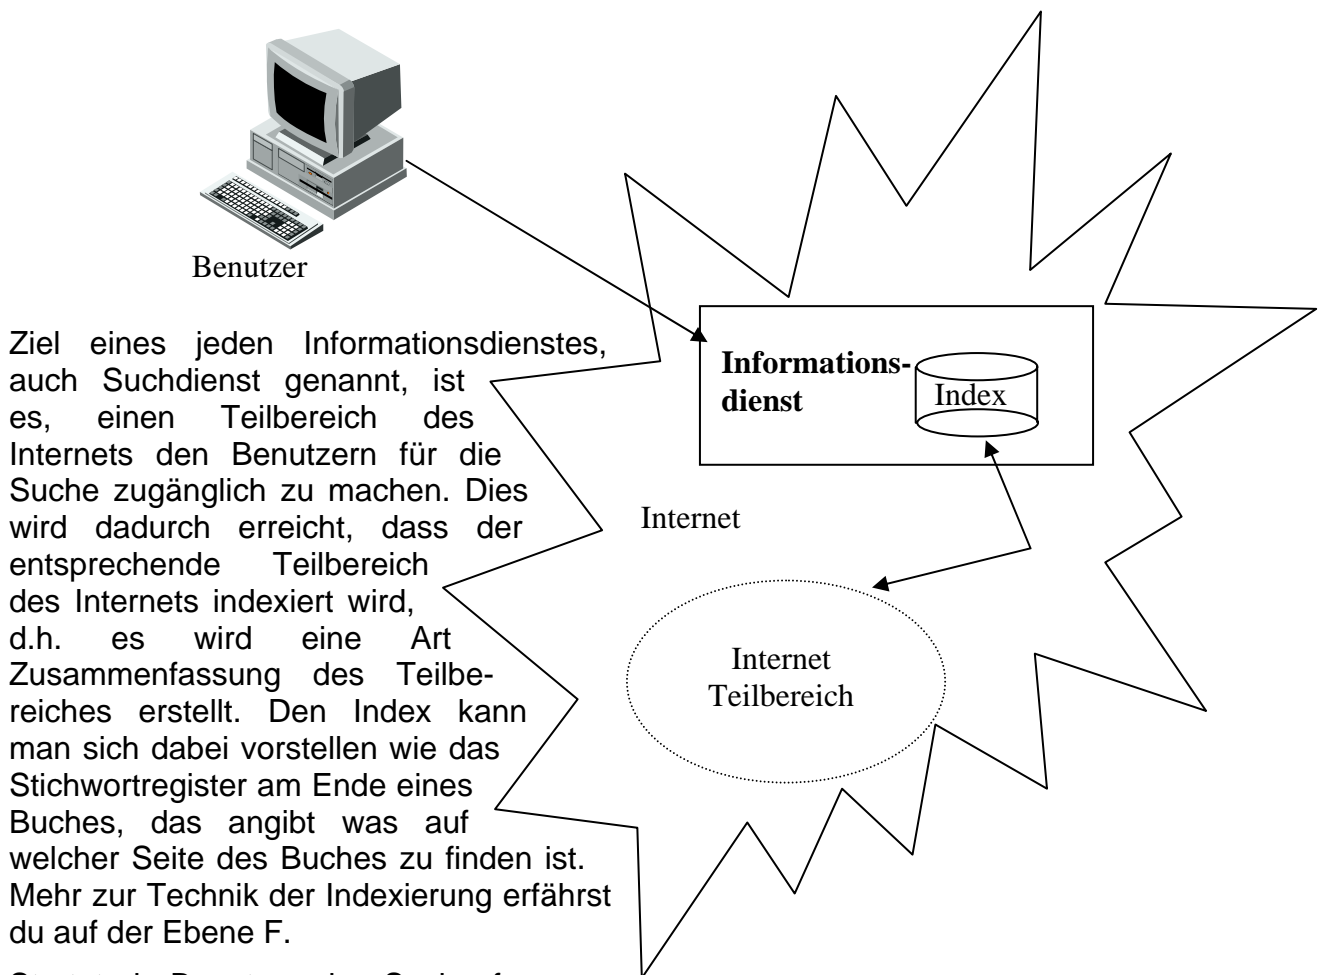 Benutzer
Ziel eines jeden Informationsdienstes,
auch Suchdienst genannt, ist
es, einen Teilbereich des
Internets den Benutzern für die
Suche zugänglich zu machen. Dies
wird dadurch erreicht, dass der
entsprechende Teilbereich
des Internets indexiert wird,
d.h. es wird eine Art
Zusammenfassung des Teilbe-
reiches erstellt. Den Index kann
man sich dabei vorstellen wie das
Stichwortregister am Ende eines
Buches, das angibt was auf
welcher Seite des Buches zu finden ist.
Mehr zur Technik der Indexierung erfährst
du auf der Ebene F.
Informations-
dienst
Index
Internet
Internet
Teilbereich